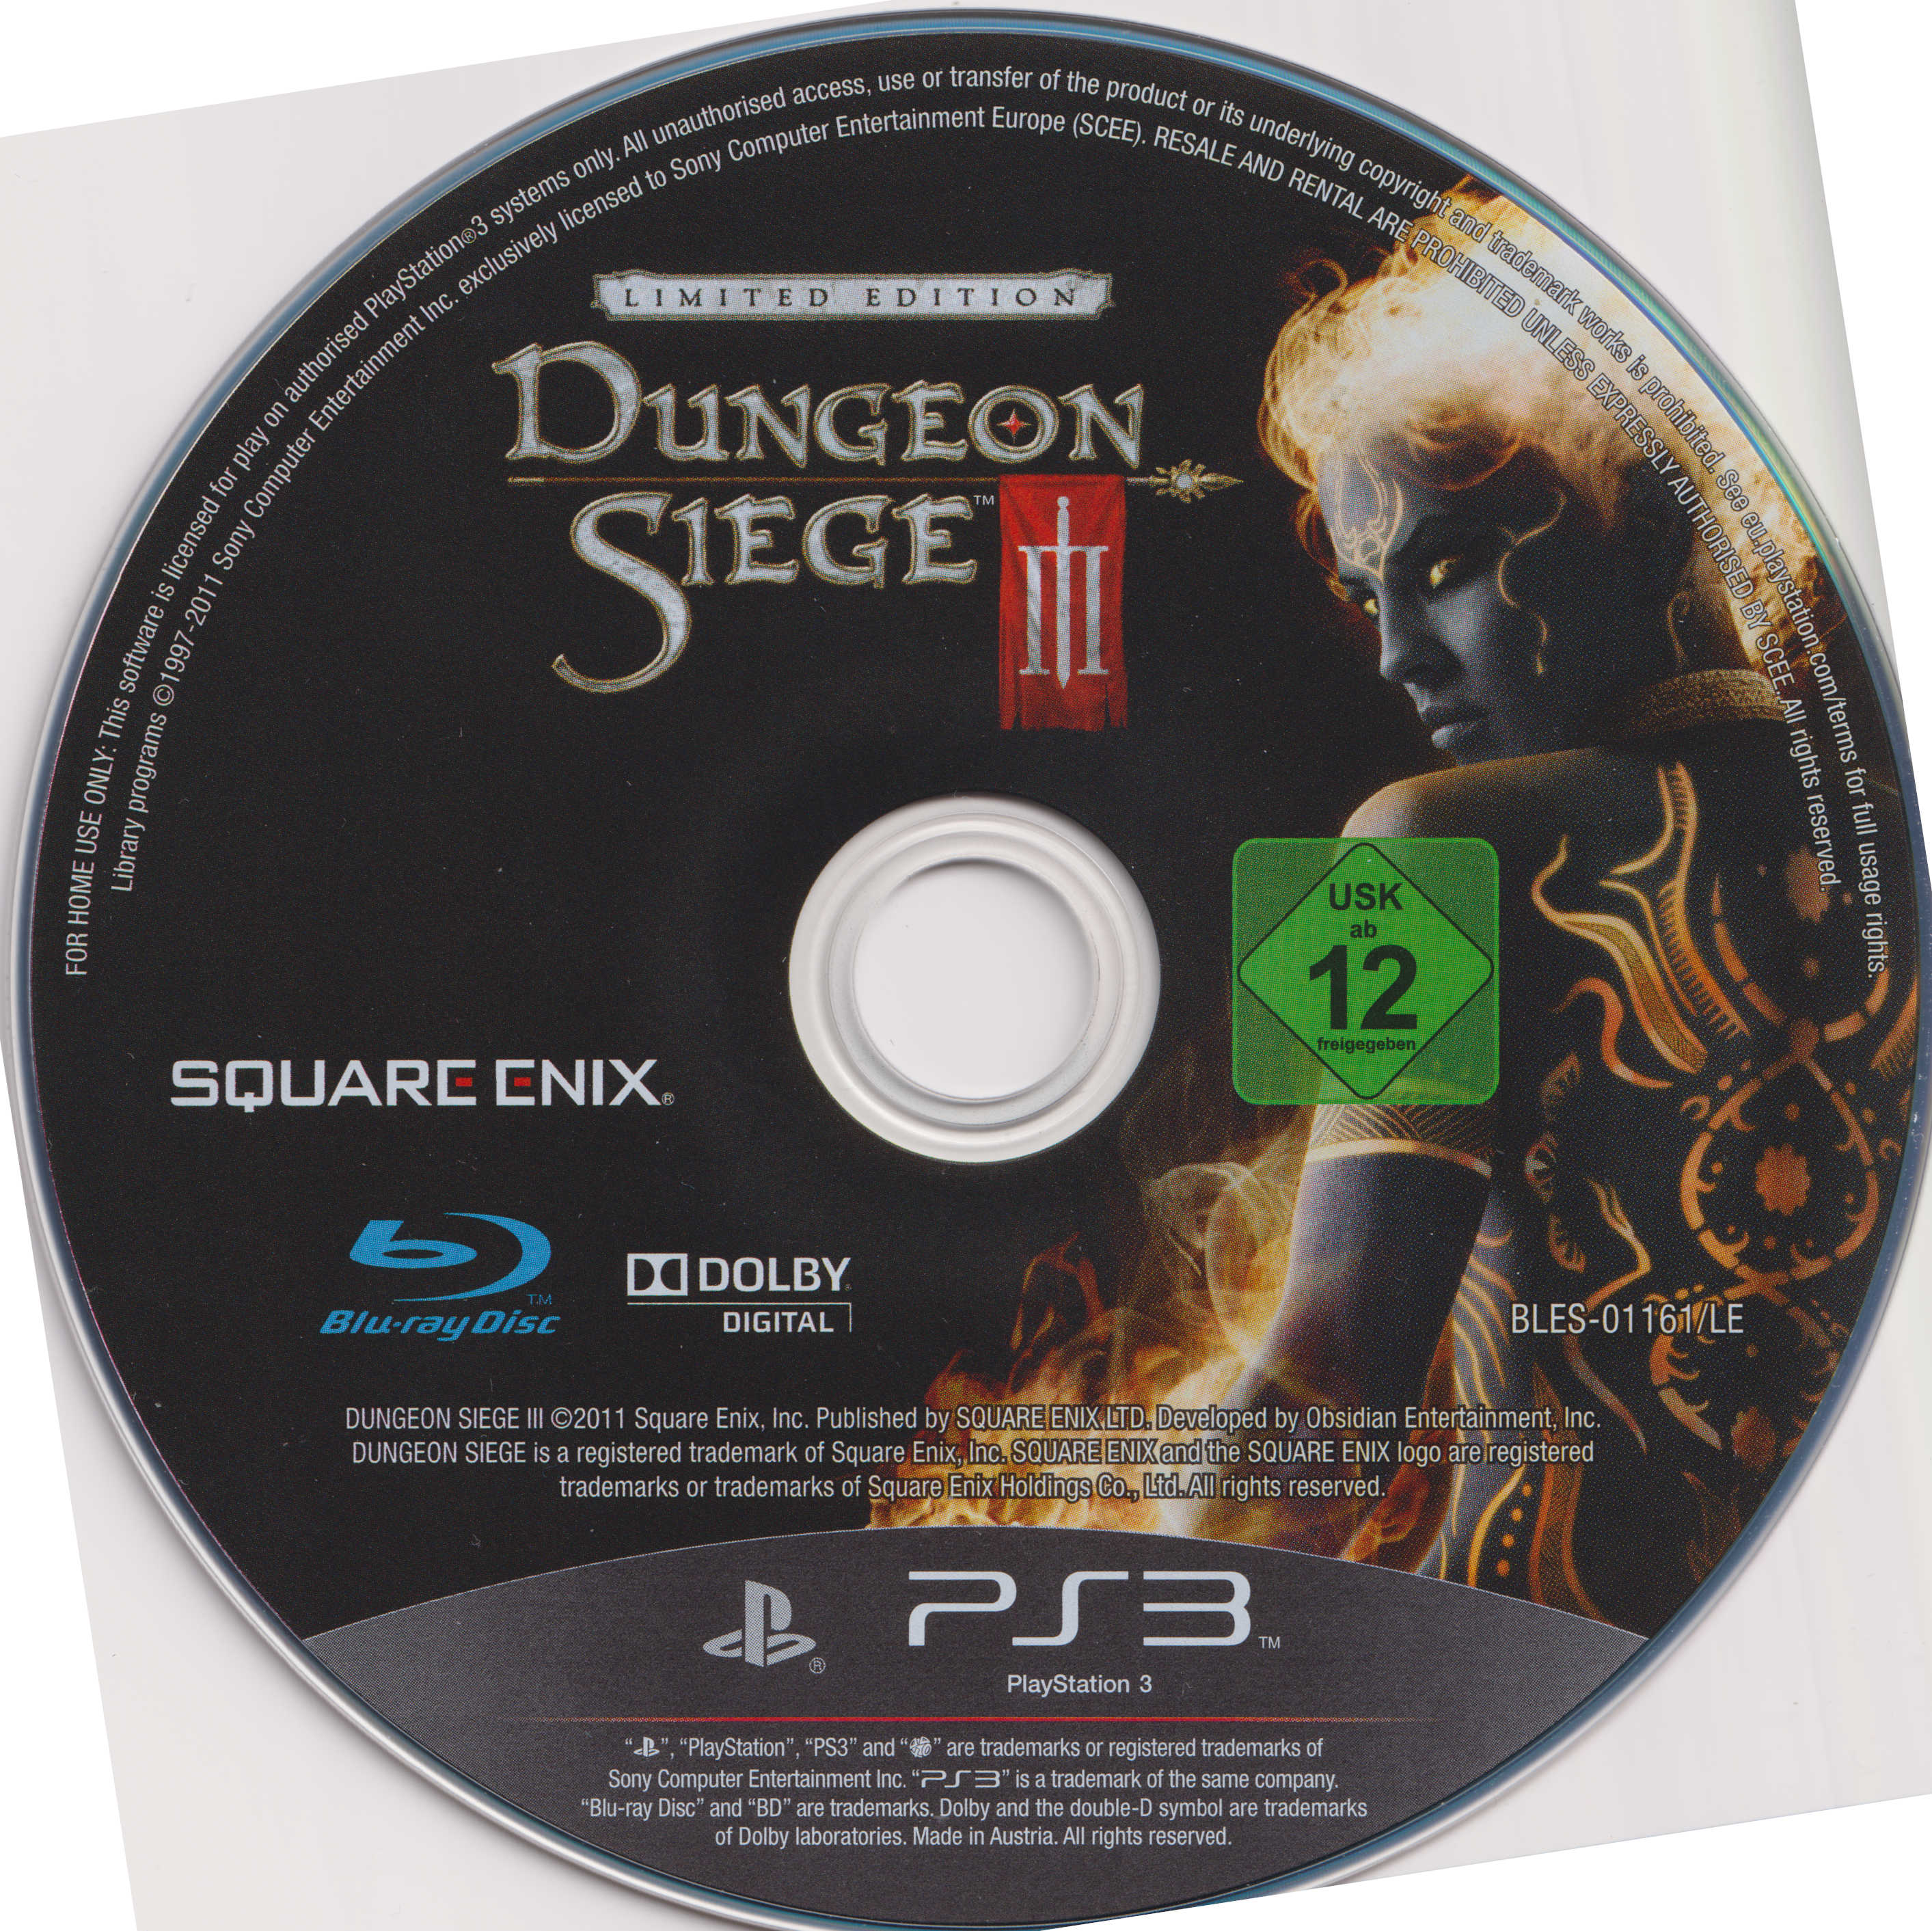 FOR HOME USE ONLY: This software is licensed for play on authorised PlayStation®3 systems only. All unauthorised access, use or transfer of the product or its underlying copyright and trademark works is prohibited. See eu.playstation.com/terms for full usage rights.
Library programs ©1997-2011 Sony Computer Entertainment Inc. exclusively licensed to Sony Computer Entertainment Europe (SCEE). RESALE AND RENTAL ARE PROHIBITED UNLESS EXPRESSLY AUTHORISED BY SCEE. All rights reserved.
LIMITED EDITION
DUNGEON
SIEGE™ III
USK
ab
12
freigegeben
SQUARE ENIX®
Blu-ray Disc™
DOLBY®
DIGITAL
BLES-01161/LE
DUNGEON SIEGE III ©2011 Square Enix, Inc. Published by SQUARE ENIX LTD. Developed by Obsidian Entertainment, Inc.
DUNGEON SIEGE is a registered trademark of Square Enix, Inc. SQUARE ENIX and the SQUARE ENIX logo are registered
trademarks or trademarks of Square Enix Holdings Co., Ltd. All rights reserved.
® PS3™
PlayStation 3
“ ”, “PlayStation”, “PS3” and “ ” are trademarks or registered trademarks of
Sony Computer Entertainment Inc. “PS3” is a trademark of the same company.
“Blu-ray Disc” and “BD” are trademarks. Dolby and the double-D symbol are trademarks
of Dolby laboratories. Made in Austria. All rights reserved.